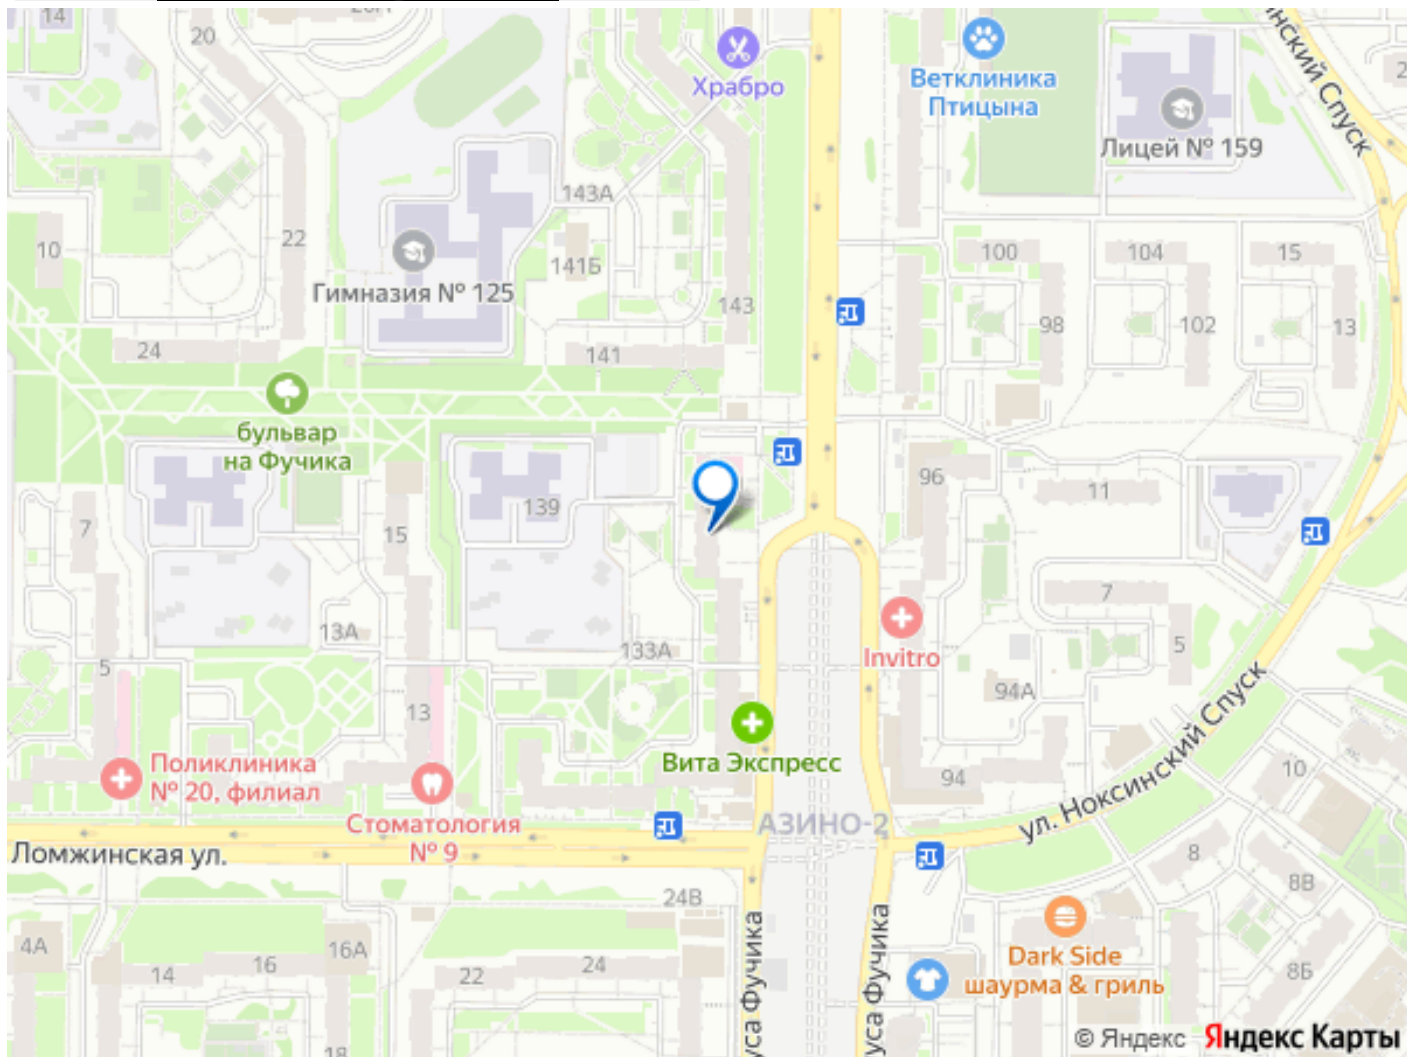 14
20
Храбро
Ветклиника
Птицына
Лицей № 159
инский Спуск
2
143А
10
22
141Б
Гимназия № 125
143
100
104
15
98
102
13
24
141
бульвар
на Фучика
96
11
7
15
139
7
13А
133А
Invitro
5
5
94А
13
Вита Экспресс
Поликлиника
№ 20, филиал
94
10
ул. Ноксинский Спуск
Стоматология
№ 9
АЗИНО-2
Ломжинская ул.
8
8В
24В
4А
16А
14
16
22
24
уса Фучика
уса Фучика
Dark Side
шаурма & гриль
8Б
18
© Яндекс Яндекс Карты